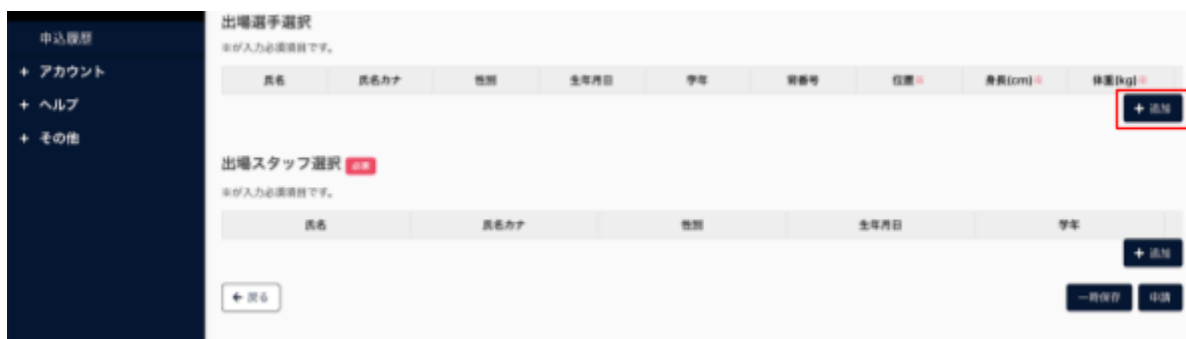 申込履歴
+ アカウント
+ ヘルプ
+ その他
出場選手選択
※が入力必須項目です。
氏名 氏名カナ 性別 生年月日 学年 背番号 位置※ 身長(cm)※ 体重(kg)※
+ 追加
出場スタッフ選択 必須
※が入力必須項目です。
氏名 氏名カナ 性別 生年月日 学年
+ 追加
← 戻る
一時保存 申請